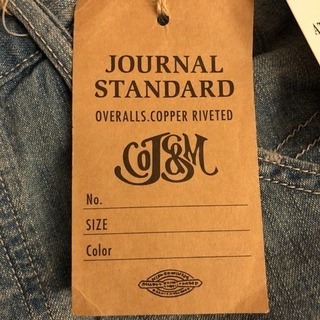 JOURNAL
STANDARD
OVERALLS.COPPER RIVETED
CoJS&M
No.
SIZE
Color